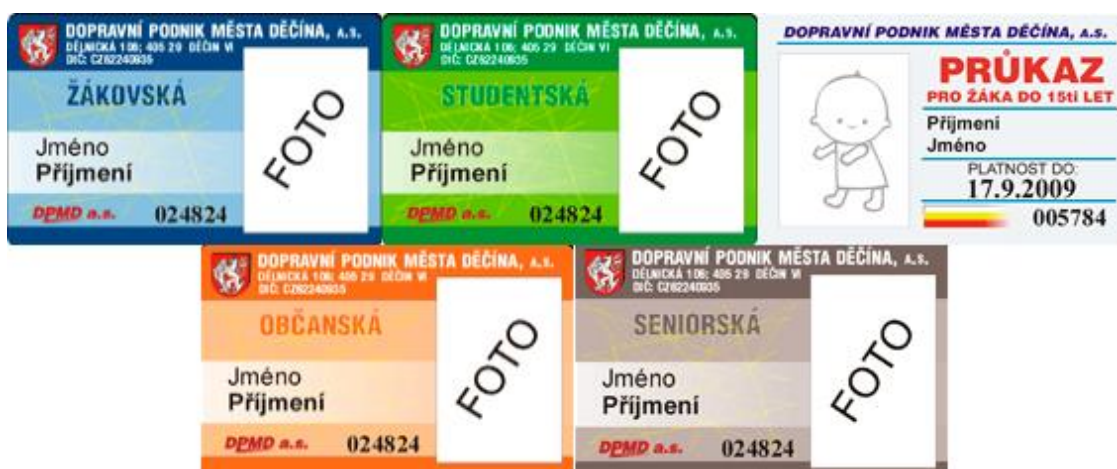 DOPRAVNÍ PODNIK MĚSTA DĚČÍNA, A.S.
DĚLNICKÁ 106; 405 29 DĚČÍN VI
DIČ: CZ62240935
ŽÁKOVSKÁ
Jméno
Příjmení
FOTO
DPMD a.s. 024824
DOPRAVNÍ PODNIK MĚSTA DĚČÍNA, A.S.
DĚLNICKÁ 106; 405 29 DĚČÍN VI
DIČ: CZ62240935
STUDENTSKÁ
Jméno
Příjmení
FOTO
DPMD a.s. 024824
DOPRAVNÍ PODNIK MĚSTA DĚČÍNA, A.S.
PRŮKAZ
PRO ŽÁKA DO 15ti LET
Příjmení
Jméno
PLATNOST DO:
17.9.2009
005784
DOPRAVNÍ PODNIK MĚSTA DĚČÍNA, A.S.
DĚLNICKÁ 106; 405 29 DĚČÍN VI
DIČ: CZ62240935
OBČANSKÁ
Jméno
Příjmení
FOTO
DPMD a.s. 024824
DOPRAVNÍ PODNIK MĚSTA DĚČÍNA, A.S.
DĚLNICKÁ 106; 405 29 DĚČÍN VI
DIČ: CZ62240935
SENIORSKÁ
Jméno
Příjmení
FOTO
DPMD a.s. 024824